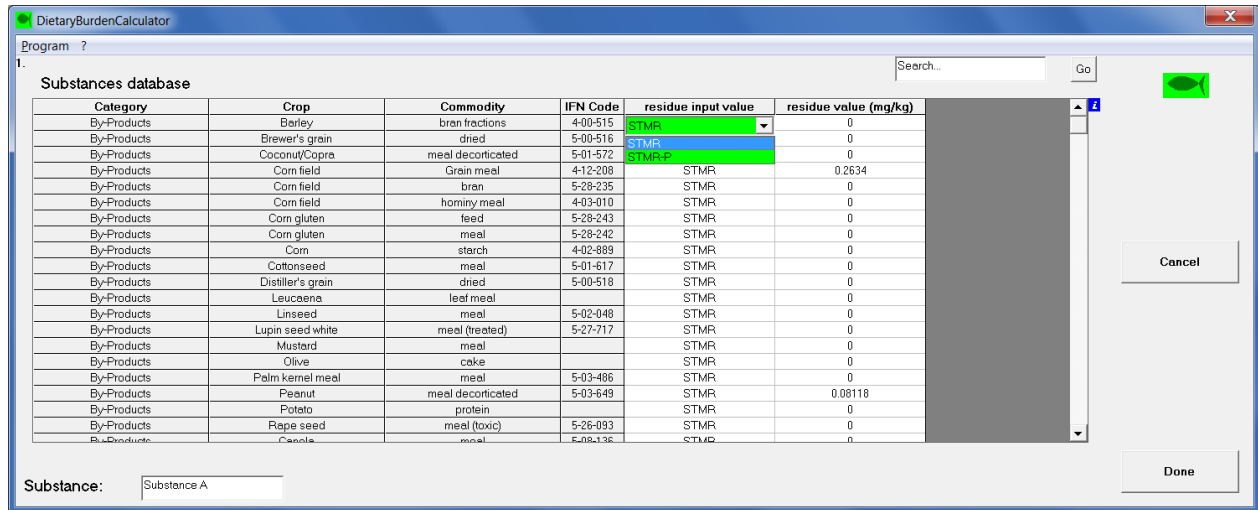 DietaryBurdenCalculator X
Program ?
1.
Search... Go
Substances database
Category Crop Commodity IFN Code residue input value residue value (mg/kg) i
By-Products Barley bran fractions 4-00-515 STMR 0
By-Products Brewer's grain dried 5-00-516 STMR 0
By-Products Coconut/Copra meal decorticated 5-01-572 STMR-P 0
By-Products Corn field Grain meal 4-12-208 STMR 0.2634
By-Products Corn field bran 5-28-235 STMR 0
By-Products Corn field hominy meal 4-03-010 STMR 0
By-Products Corn gluten feed 5-28-243 STMR 0
By-Products Corn gluten meal 5-28-242 STMR 0
By-Products Corn starch 4-02-889 STMR 0
By-Products Cottonseed meal 5-01-617 STMR 0
By-Products Distiller's grain dried 5-00-518 STMR 0
By-Products Leucaena leaf meal STMR 0
By-Products Linseed meal 5-02-048 STMR 0
By-Products Lupin seed white meal (treated) 5-27-717 STMR 0
By-Products Mustard meal STMR 0
By-Products Olive cake STMR 0
By-Products Palm kernel meal meal 5-03-486 STMR 0
By-Products Peanut meal decorticated 5-03-649 STMR 0.08118
By-Products Potato protein STMR 0
By-Products Rape seed meal (toxic) 5-26-093 STMR 0
By-Products Canola meal 5-08-136 STMR 0
Cancel
Done
Substance: Substance A